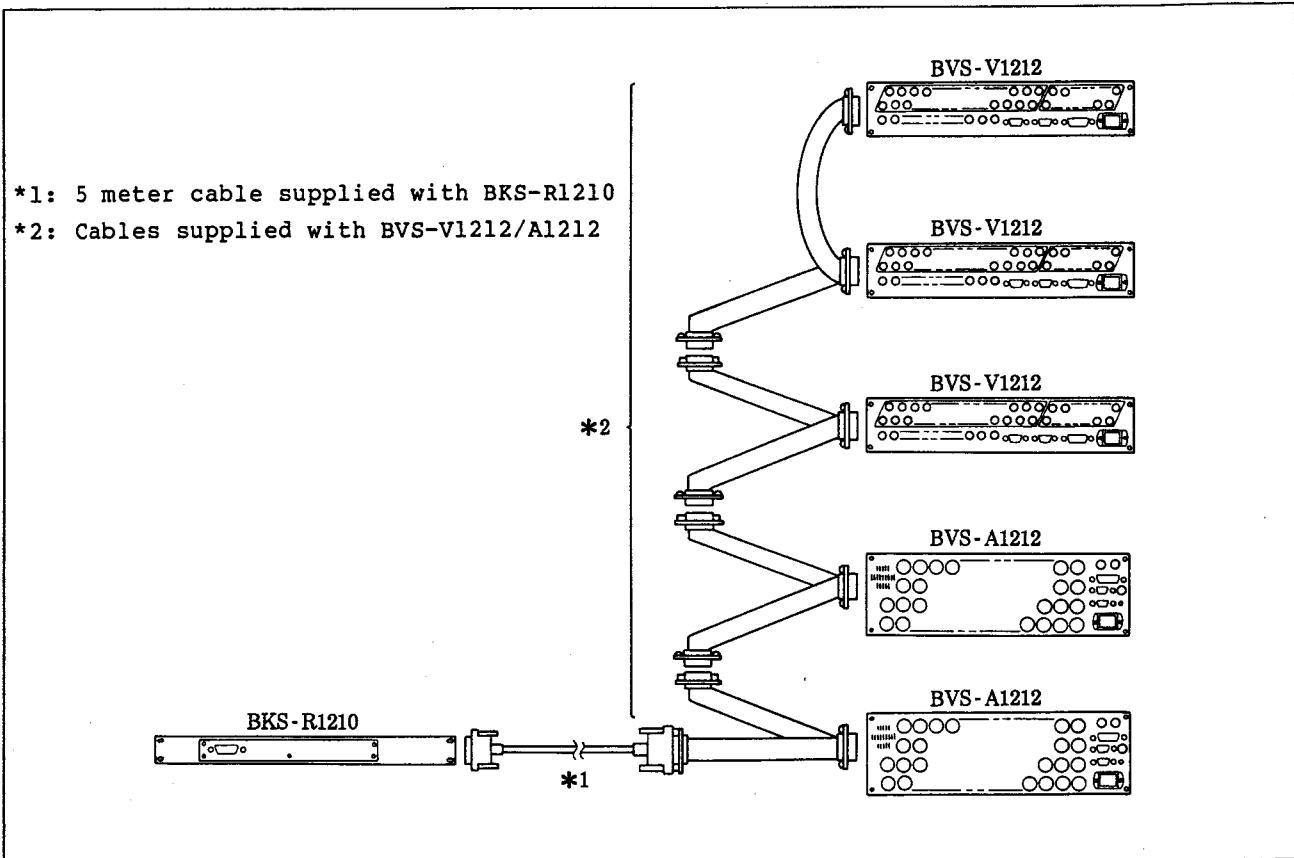 BVS-V1212
*1: 5 meter cable supplied with BKS-R1210
*2: Cables supplied with BVS-V1212/A1212
BVS-V1212
BVS-V1212
*2
BVS-A1212
BVS-A1212
BKS-R1210
*1